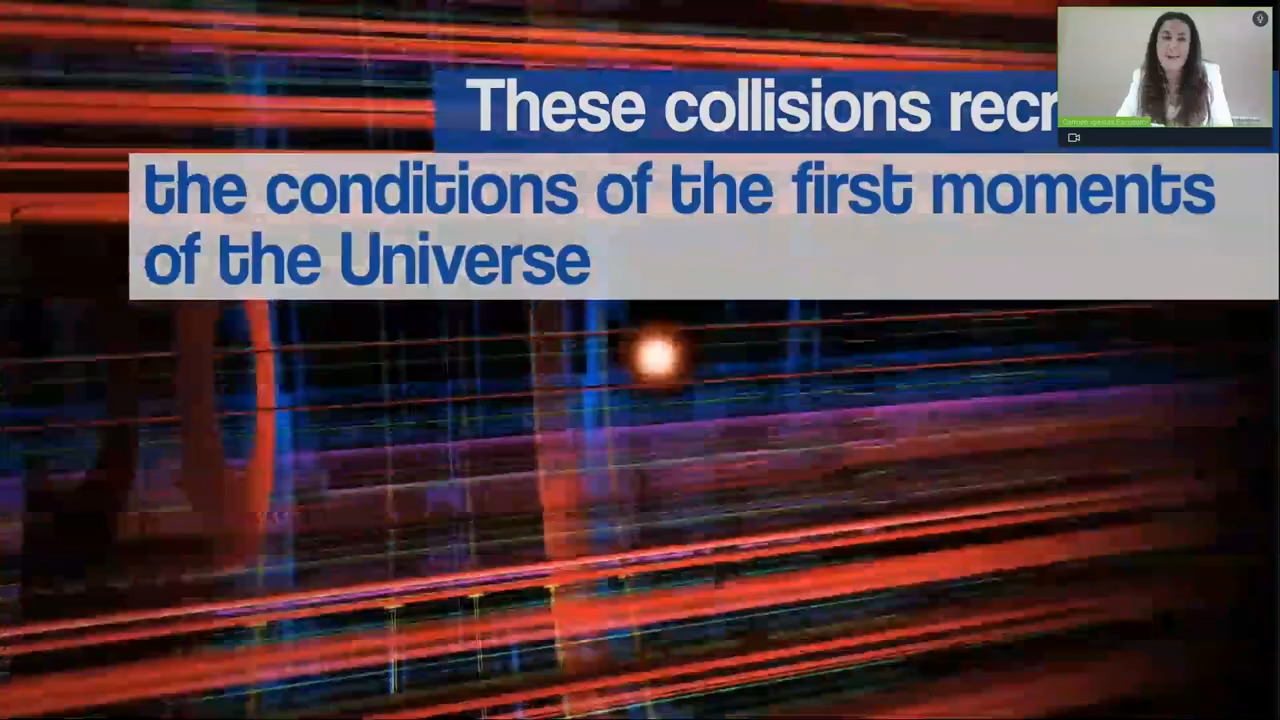 These collisions recr
the conditions of the first moments
of the Universe